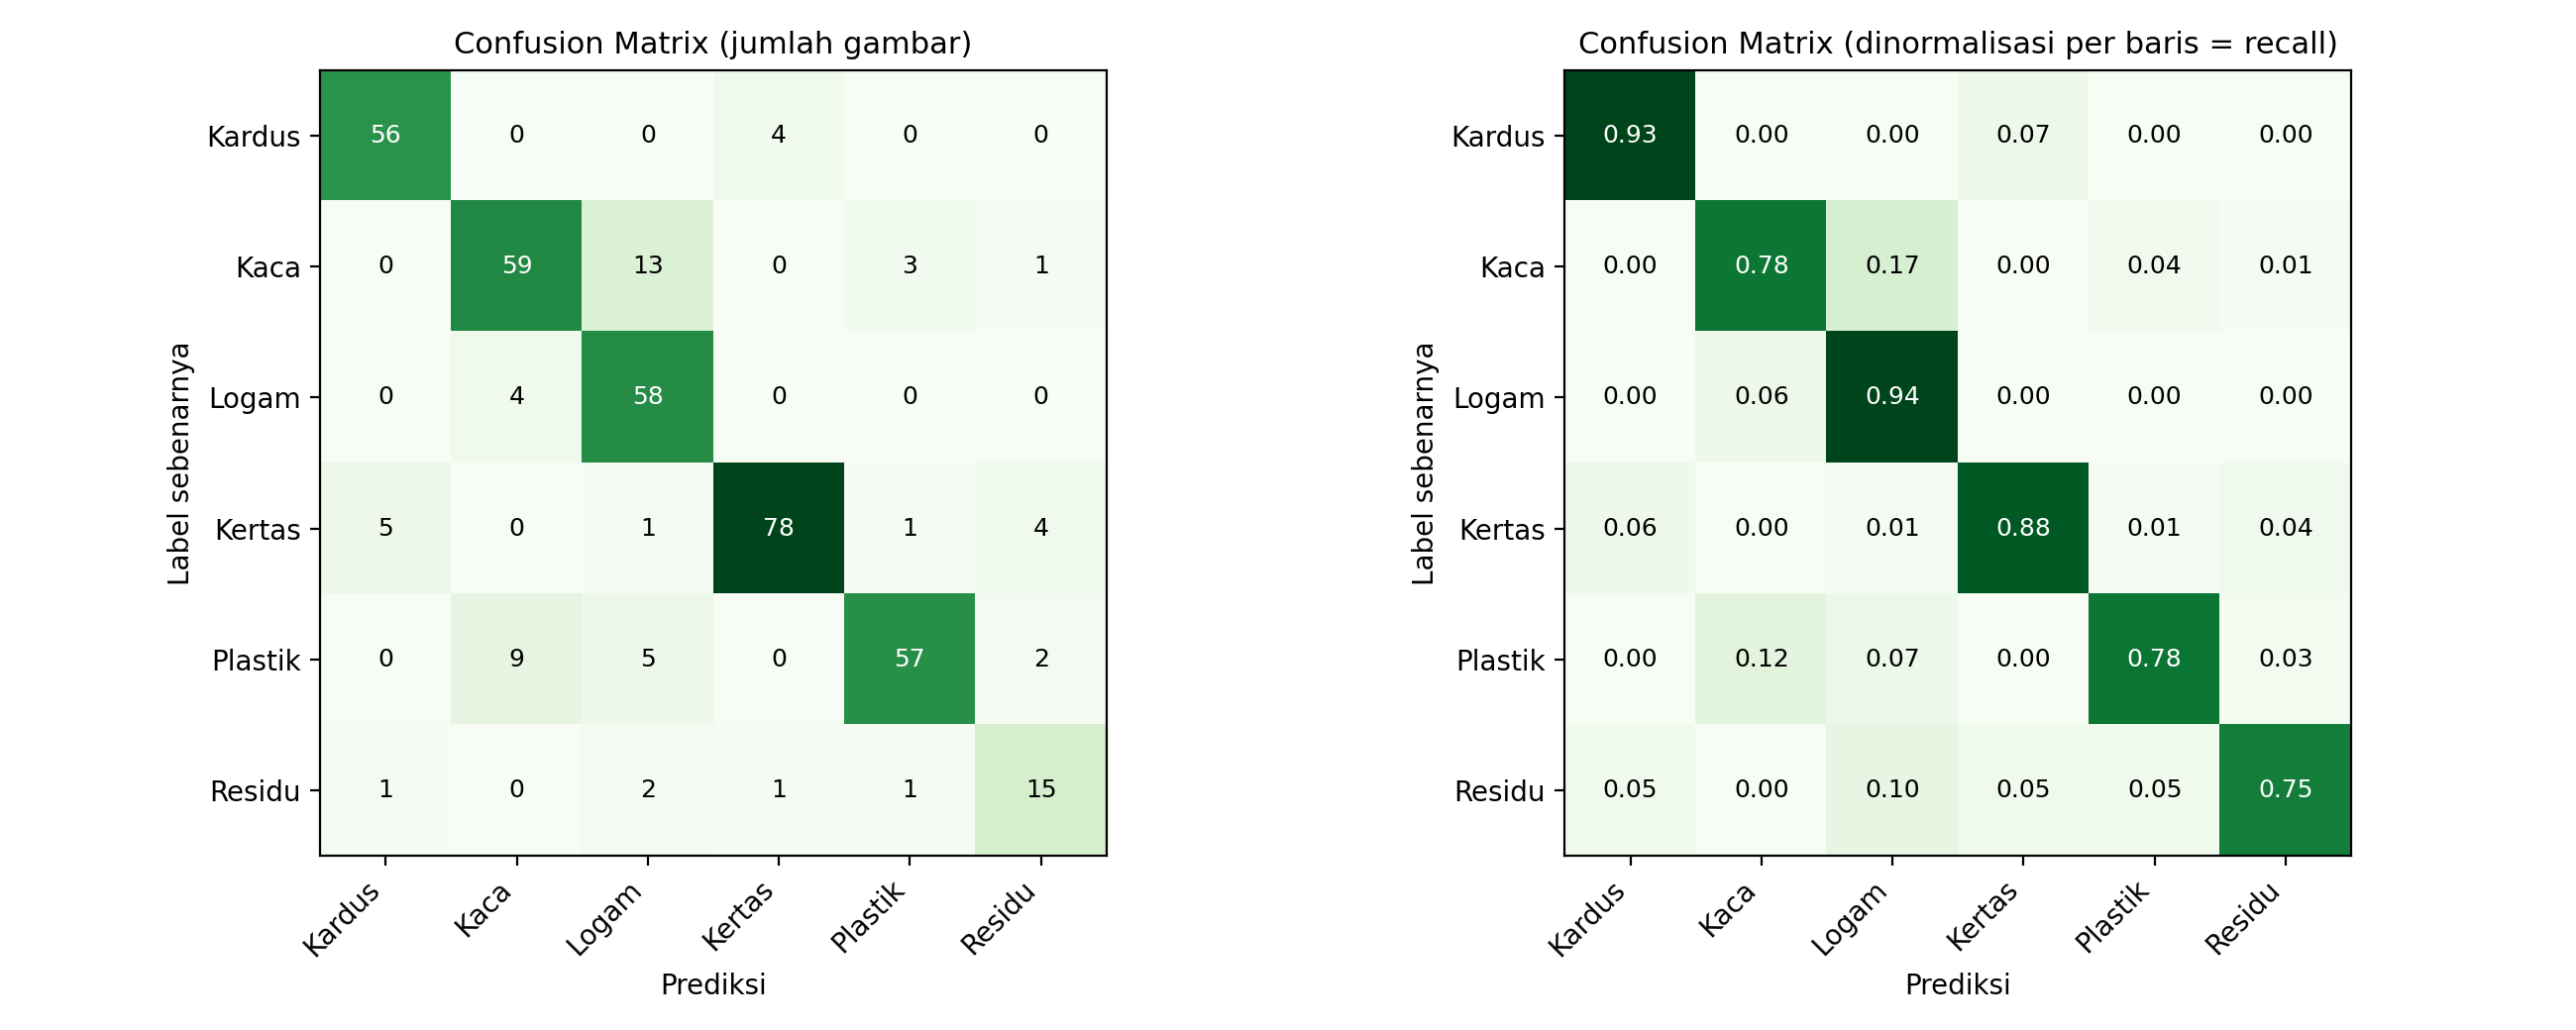 Confusion Matrix (jumlah gambar)
Label sebenarnya
Kardus 56 0 0 4 0 0
Kaca 0 59 13 0 3 1
Logam 0 4 58 0 0 0
Kertas 5 0 1 78 1 4
Plastik 0 9 5 0 57 2
Residu 1 0 2 1 1 15
Kardus Kaca Logam Kertas Plastik Residu
Prediksi
Confusion Matrix (dinormalisasi per baris = recall)
Label sebenarnya
Kardus 0.93 0.00 0.00 0.07 0.00 0.00
Kaca 0.00 0.78 0.17 0.00 0.04 0.01
Logam 0.00 0.06 0.94 0.00 0.00 0.00
Kertas 0.06 0.00 0.01 0.88 0.01 0.04
Plastik 0.00 0.12 0.07 0.00 0.78 0.03
Residu 0.05 0.00 0.10 0.05 0.05 0.75
Kardus Kaca Logam Kertas Plastik Residu
Prediksi